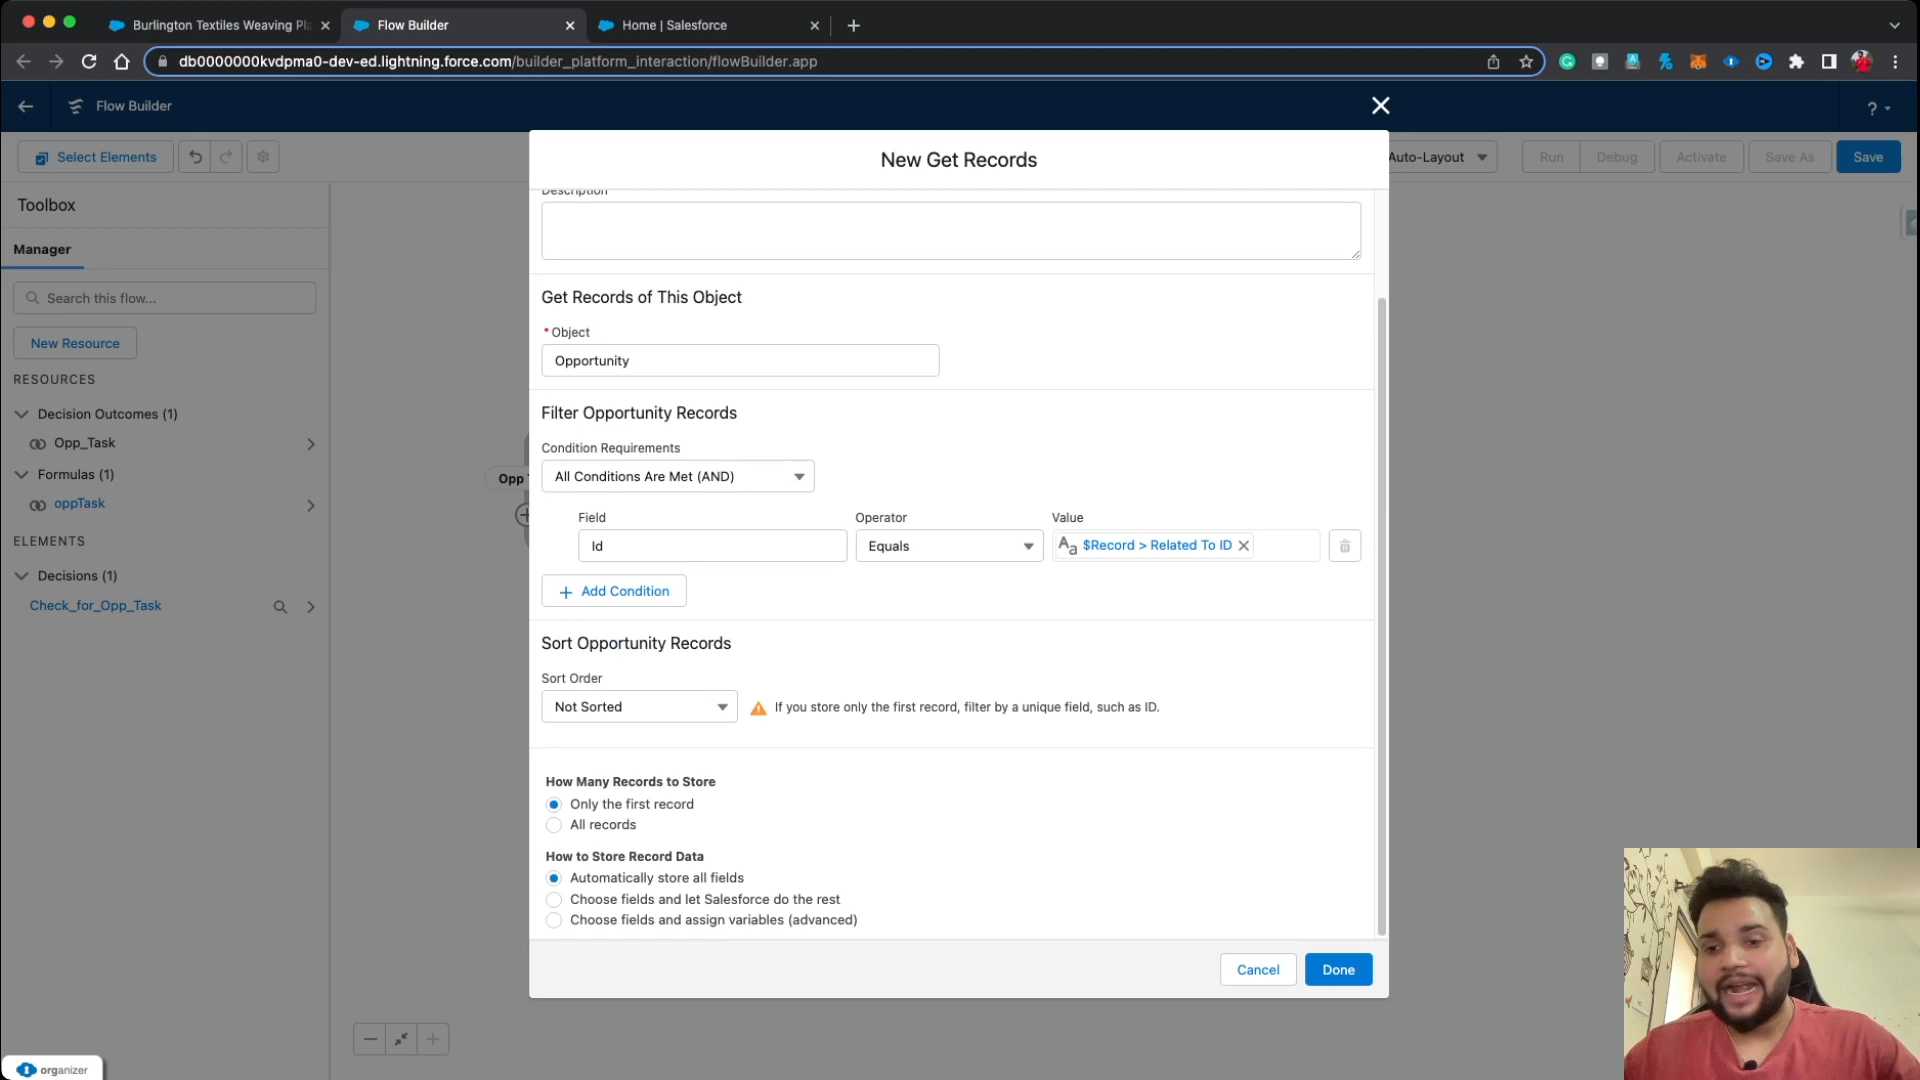 Burlington Textiles Weaving Pla
Flow Builder
Home | Salesforce
db0000000kvdpma0-dev-ed.lightning.force.com/builder_platform_interaction/flowBuilder.app
Flow Builder
?
Select Elements
Auto-Layout
Run
Debug
Activate
Save As
Save
Toolbox
Manager
Search this flow...
New Resource
RESOURCES
Decision Outcomes (1)
Opp_Task
Formulas (1)
oppTask
ELEMENTS
Decisions (1)
Check_for_Opp_Task
Opp
New Get Records
Description
Get Records of This Object
* Object
Opportunity
Filter Opportunity Records
Condition Requirements
All Conditions Are Met (AND)
Field
Operator
Value
Id
Equals
Aa $Record > Related To ID
+ Add Condition
Sort Opportunity Records
Sort Order
Not Sorted
If you store only the first record, filter by a unique field, such as ID.
How Many Records to Store
Only the first record
All records
How to Store Record Data
Automatically store all fields
Choose fields and let Salesforce do the rest
Choose fields and assign variables (advanced)
Cancel
Done
organizer